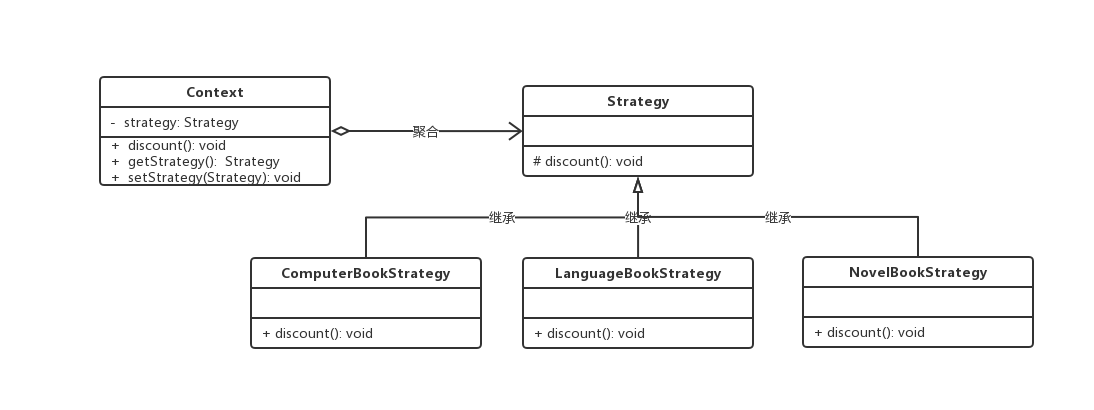 Context
- strategy: Strategy
+ discount(): void
+ getStrategy(): Strategy
+ setStrategy(Strategy): void
聚合
Strategy
# discount(): void
继承
继承
继承
ComputerBookStrategy
+ discount(): void
LanguageBookStrategy
+ discount(): void
NovelBookStrategy
+ discount(): void